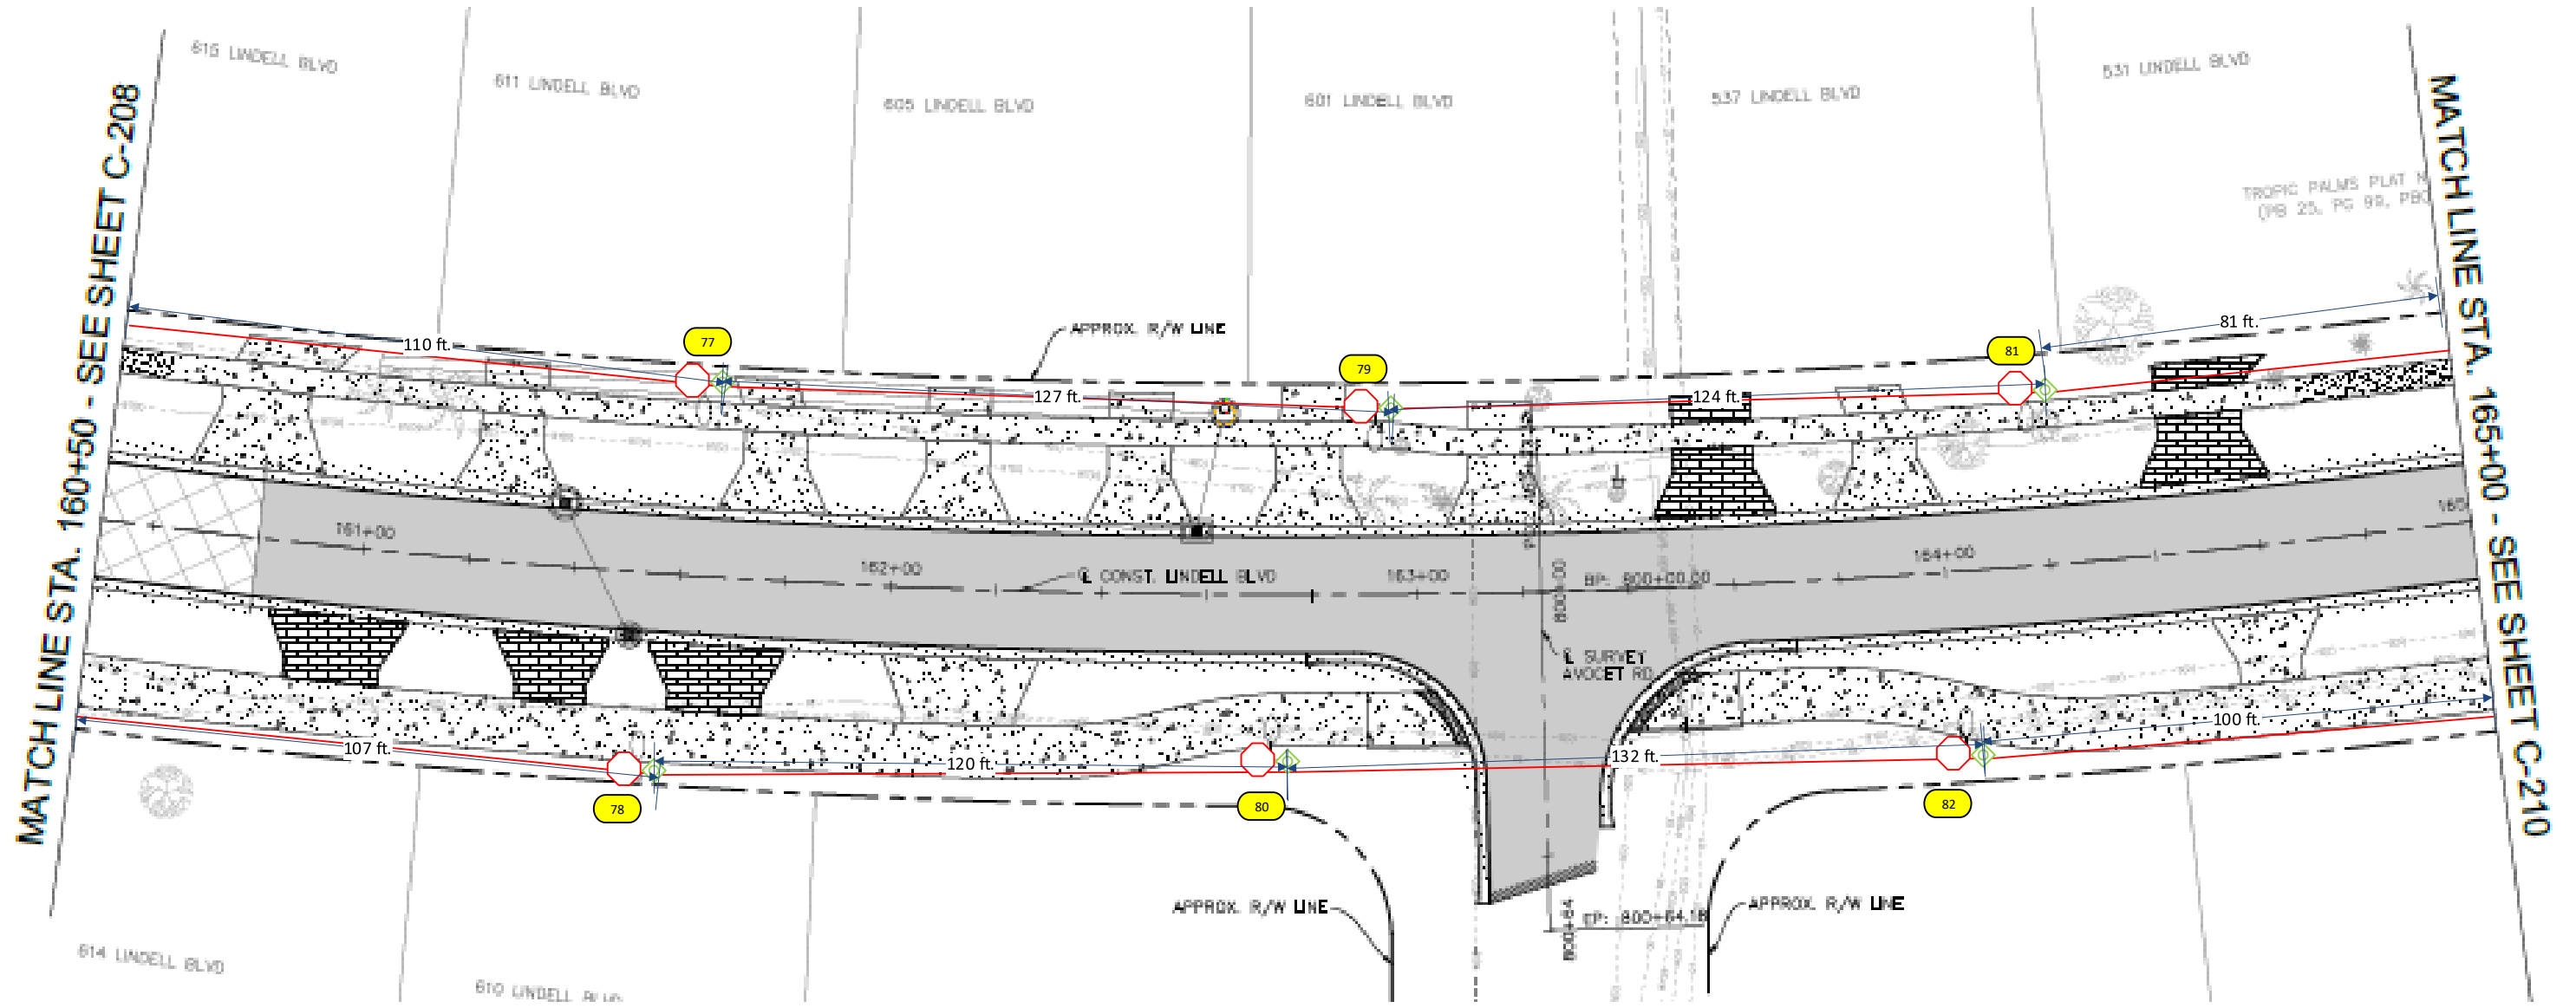 MATCH LINE STA. 160+50 - SEE SHEET C-208
615 LINDELL BLVD
611 LINDELL BLVD
605 LINDELL BLVD
601 LINDELL BLVD
537 LINDELL BLVD
531 LINDELL BLVD
TROPIC PALMS PLAT N
(PB 25, PG 99, PBC
MATCH LINE STA. 165+00 - SEE SHEET C-210
APPROX. R/W LINE
110 ft.
77
127 ft.
79
124 ft.
81
81 ft.
161+00
162+00
℄ CONST. LINDELL BLVD
163+00
BP: 800+00.00
164+00
165
800+00
℄ SURVEY
AVOCET RD
107 ft.
78
120 ft.
80
132 ft.
82
100 ft.
APPROX. R/W LINE
800+64
EP: 800+64.18
APPROX. R/W LINE
614 LINDELL BLVD
610 LINDELL BLVD